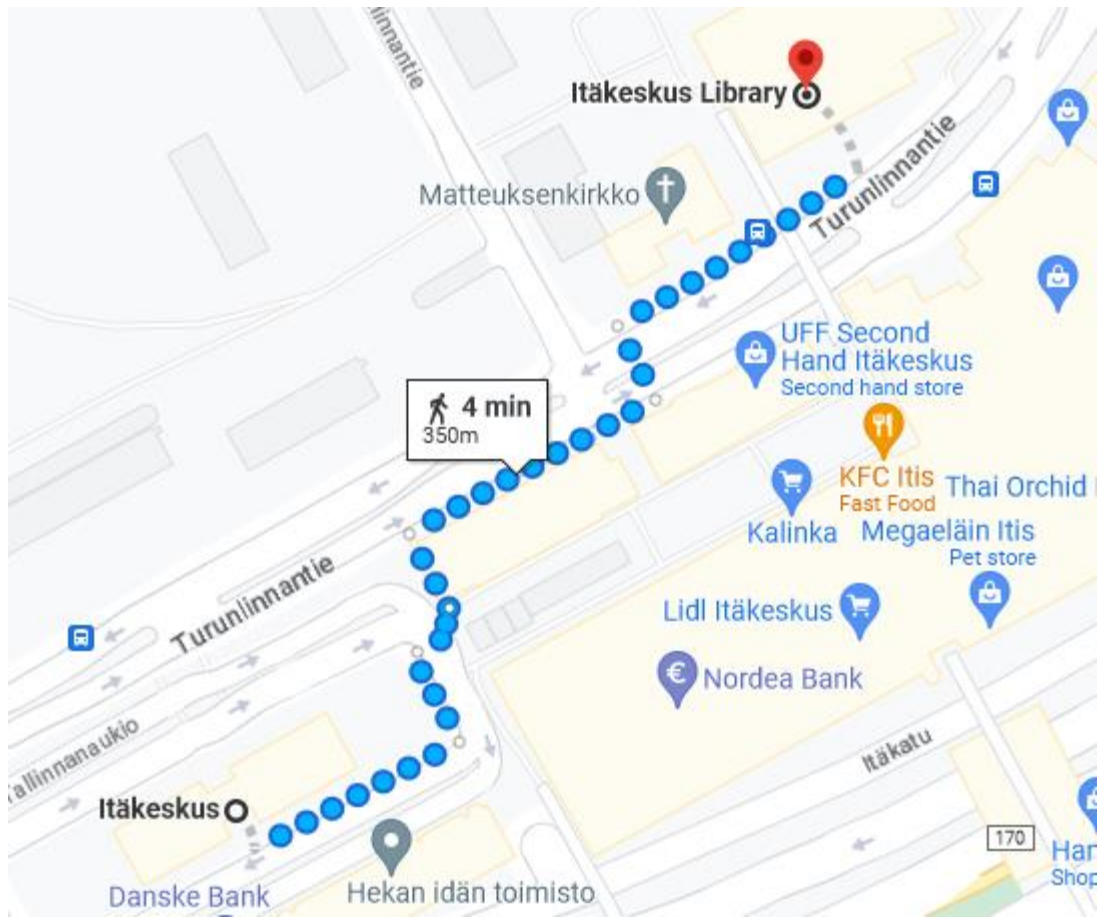 Itäkeskus Library
Turunlinnantie
Matteuksenkirkko
UFF Second
Hand Itäkeskus
Second hand store
4 min
350m
KFC Itis
Fast Food
Thai Orchid
Kalinka
Megaeläin Itis
Pet store
Turunlinnantie
Lidl Itäkeskus
€ Nordea Bank
Tallinnanaukio
Itäkatu
Itäkeskus
170
Han
Shop
Danske Bank
Hekan idän toimisto